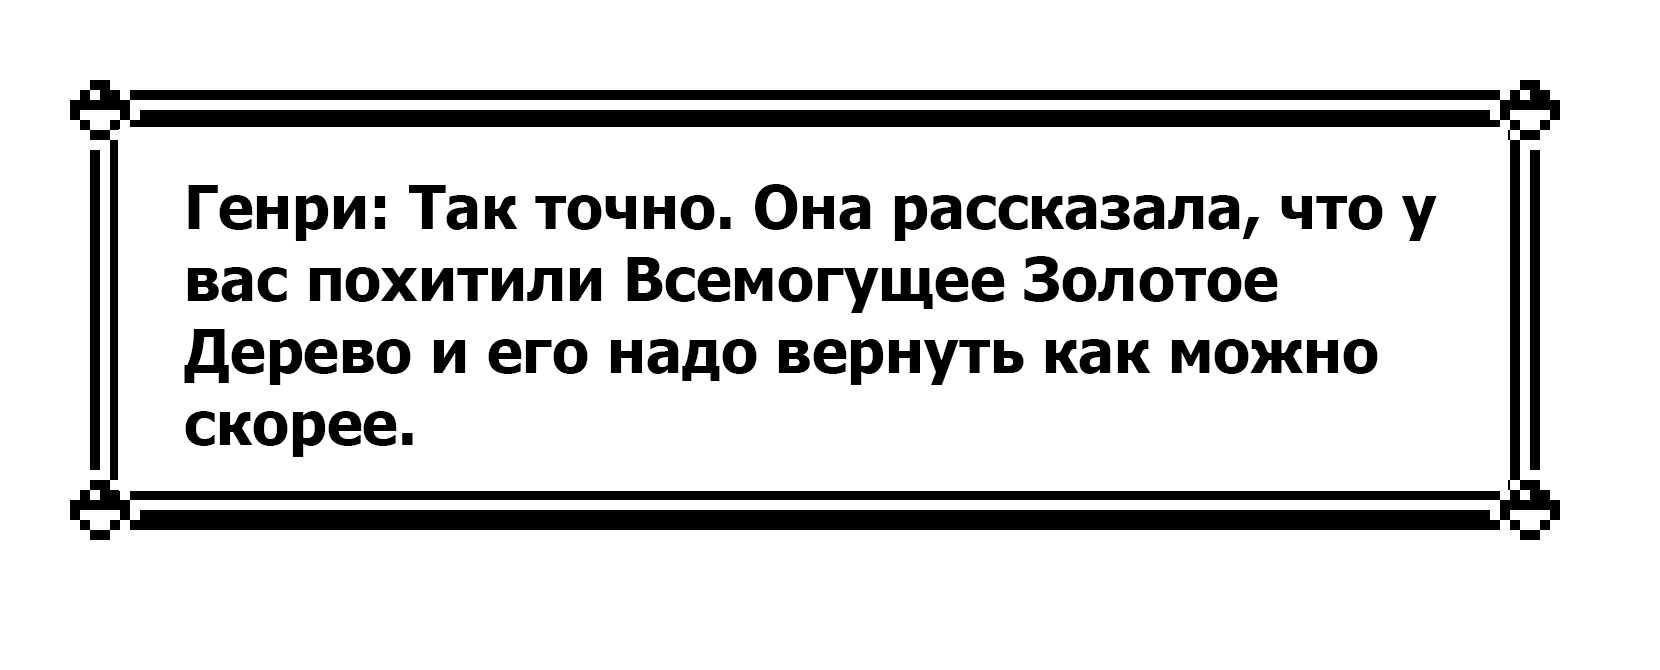 Генри: Так точно. Она рассказала, что у
вас похитили Всемогущее Золотое
Дерево и его надо вернуть как можно
скорее.